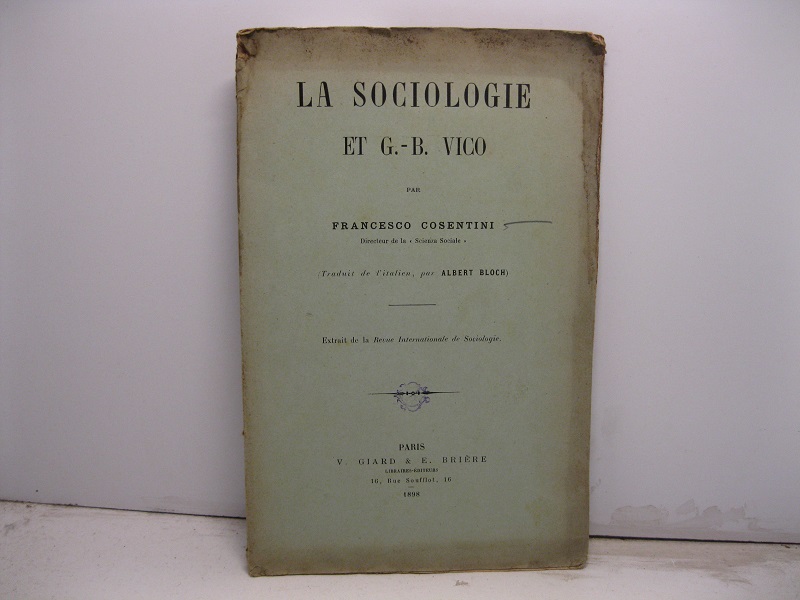 LA SOCIOLOGIE
ET G.-B. VICO
PAR
FRANCESCO COSENTINI
Directeur de la « Scienza Sociale »
(Traduit de l'italien, par ALBERT BLOCH)
Extrait de la Revue Internationale de Sociologie.
PARIS
V. GIARD & E. BRIÈRE
LIBRAIRES-ÉDITEURS
16, Rue Soufflot, 16
1898